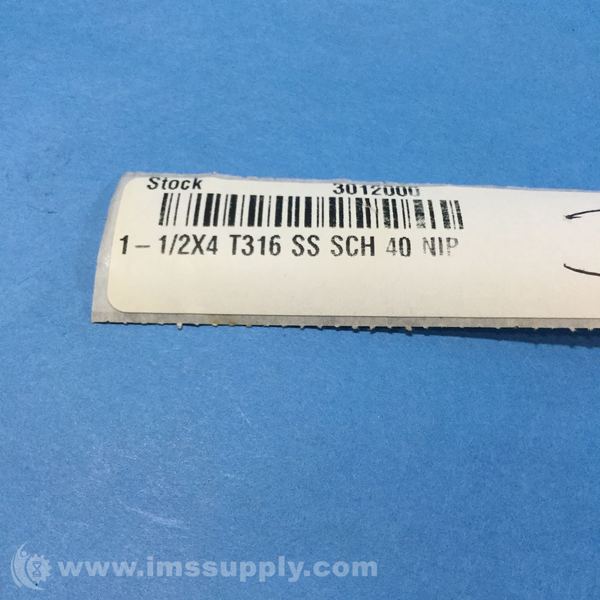 Stock 3012000
1-1/2X4 T316 SS SCH 40 NIP
www.imssupply.com